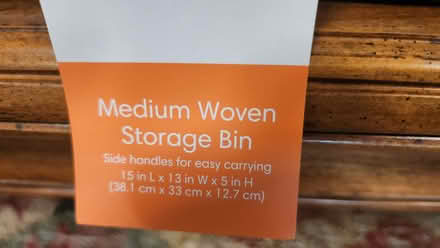 Medium Woven
Storage Bin
Side handles for easy carrying
15 in L x 13 in W x 5 in H
(38.1 cm x 33 cm x 12.7 cm)